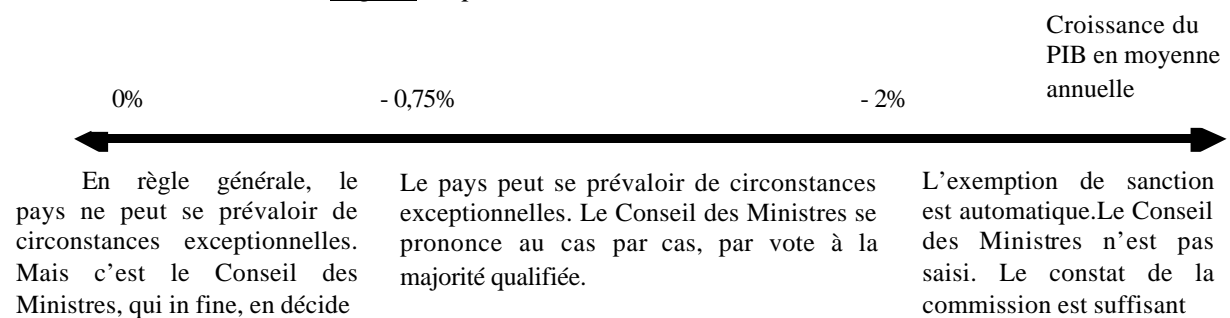 Croissance du
PIB en moyenne
annuelle
0%
- 0,75%
- 2%
En règle générale, le
pays ne peut se prévaloir de
circonstances exceptionnelles.
Mais c'est le Conseil des
Ministres, qui in fine, en décide
Le pays peut se prévaloir de circonstances
exceptionnelles. Le Conseil des Ministres se
prononce au cas par cas, par vote à la
majorité qualifiée.
L'exemption de sanction
est automatique.Le Conseil
des Ministres n'est pas
saisi. Le constat de la
commission est suffisant